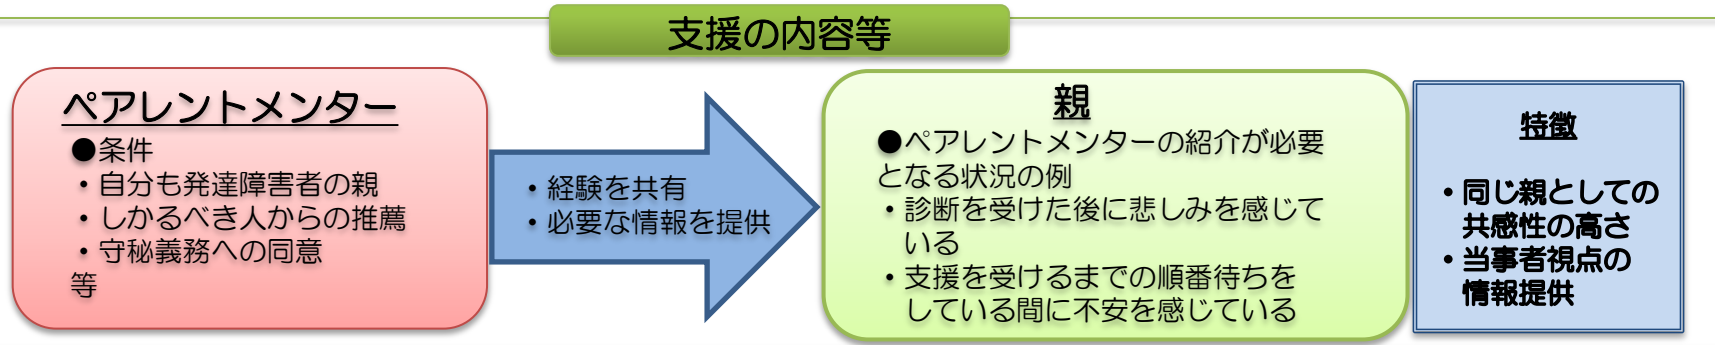 支援の内容等
ペアレントメンター
●条件
・自分も発達障害者の親
・しかるべき人からの推薦
・守秘義務への同意
等
・経験を共有
・必要な情報を提供
親
●ペアレントメンターの紹介が必要
となる状況の例
・診断を受けた後に悲しみを感じて
いる
・支援を受けるまでの順番待ちを
している間に不安を感じている
特徴
・同じ親としての
共感性の高さ
・当事者視点の
情報提供